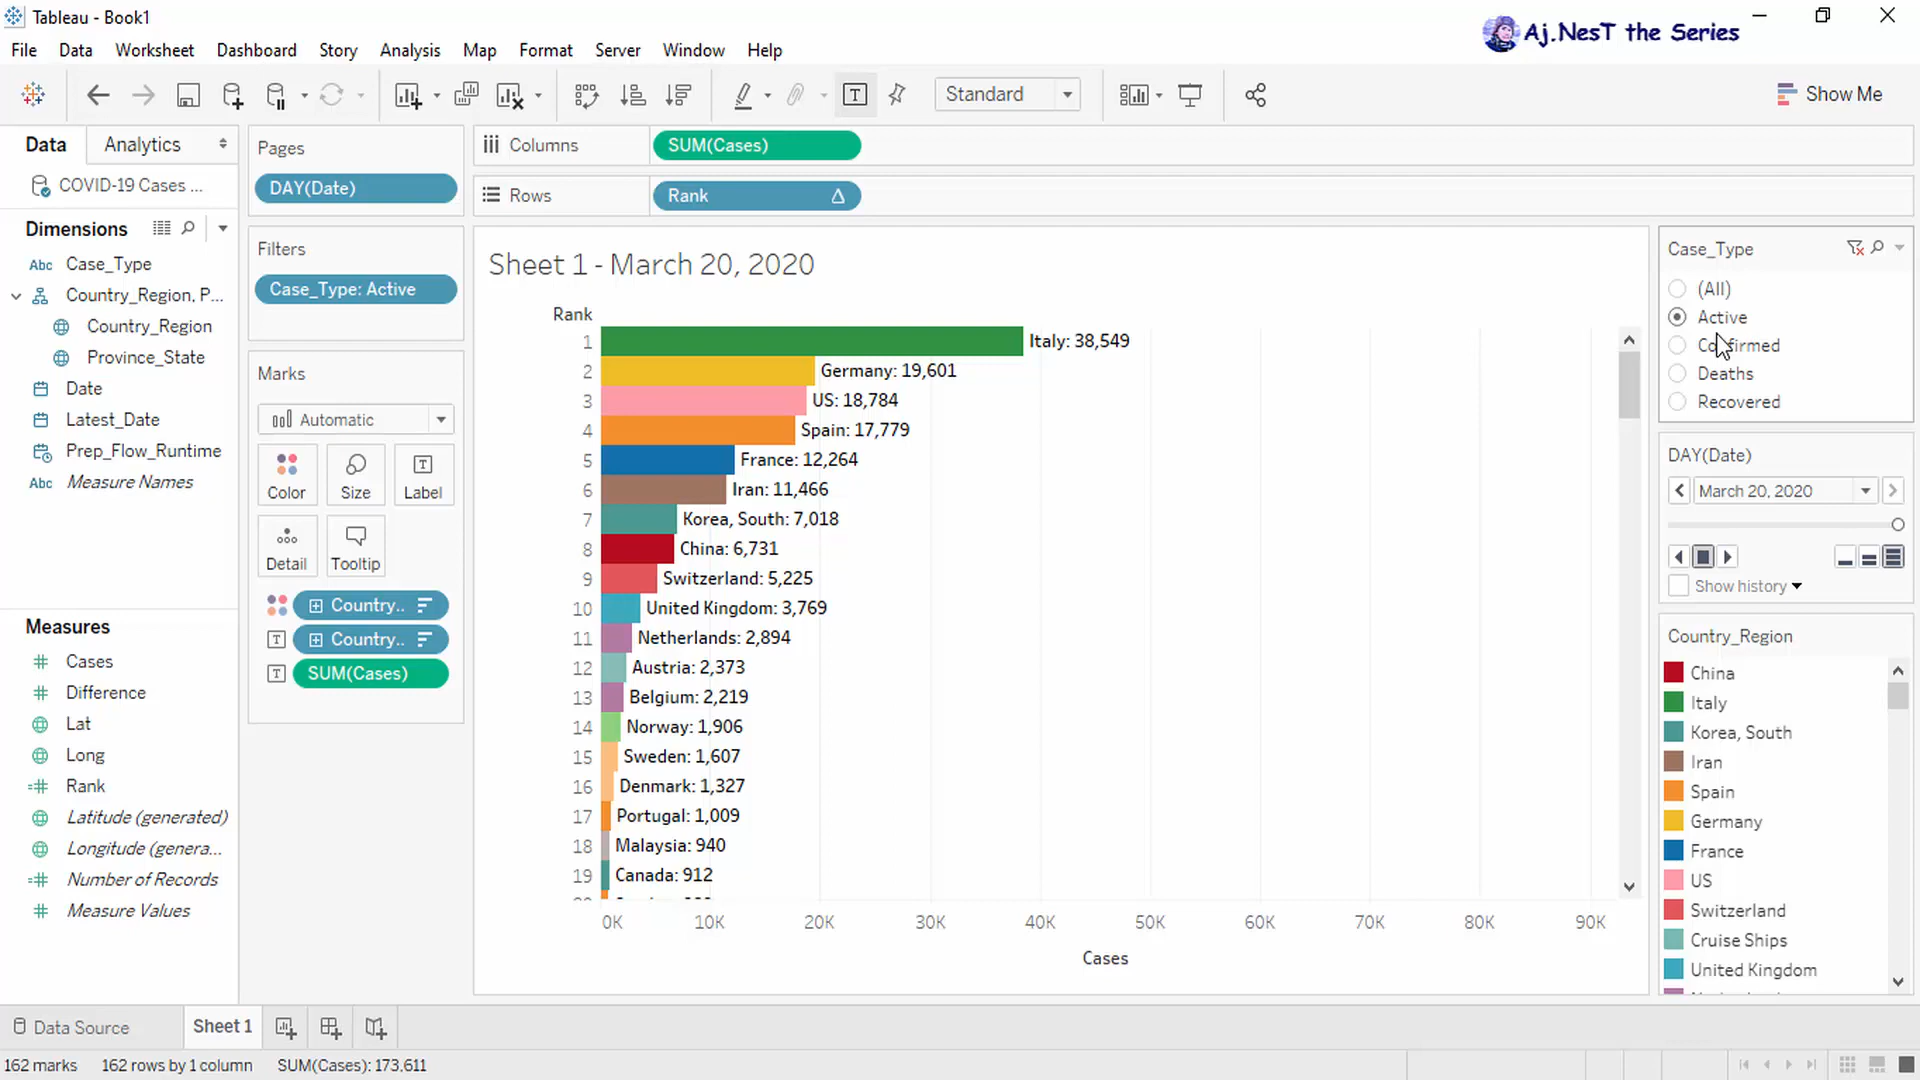 Tableau - Book1
Aj.NesT the Series
File Data Worksheet Dashboard Story Analysis Map Format Server Window Help
Standard
Show Me
Data Analytics
COVID-19 Cases ...
Dimensions
Abc Case_Type
Country_Region, P...
Country_Region
Province_State
Date
Latest_Date
Prep_Flow_Runtime
Abc Measure Names
Measures
Cases
Difference
Lat
Long
Rank
Latitude (generated)
Longitude (genera...
Number of Records
Measure Values
Pages
DAY(Date)
Filters
Case_Type: Active
Marks
Automatic
Color Size Label
Detail Tooltip
Country..
Country..
SUM(Cases)
Columns SUM(Cases)
Rows Rank
Sheet 1 - March 20, 2020
Rank
1 Italy: 38,549
2 Germany: 19,601
3 US: 18,784
4 Spain: 17,779
5 France: 12,264
6 Iran: 11,466
7 Korea, South: 7,018
8 China: 6,731
9 Switzerland: 5,225
10 United Kingdom: 3,769
11 Netherlands: 2,894
12 Austria: 2,373
13 Belgium: 2,219
14 Norway: 1,906
15 Sweden: 1,607
16 Denmark: 1,327
17 Portugal: 1,009
18 Malaysia: 940
19 Canada: 912
0K 10K 20K 30K 40K 50K 60K 70K 80K 90K
Cases
Case_Type
(All)
Active
Confirmed
Deaths
Recovered
DAY(Date)
March 20, 2020
Show history
Country_Region
China
Italy
Korea, South
Iran
Spain
Germany
France
US
Switzerland
Cruise Ships
United Kingdom
Data Source Sheet 1
162 marks 162 rows by 1 column SUM(Cases): 173,611